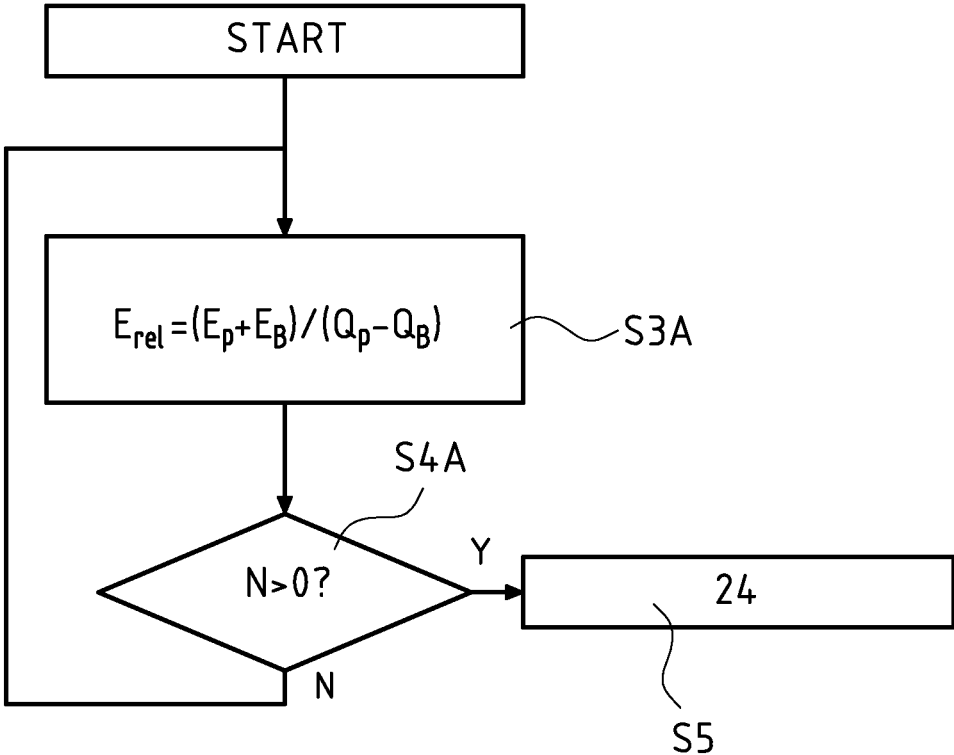 START
E_rel=(E_p+E_B)/(Q_p-Q_B)
S3A
S4A
N>0?
Y
24
N
S5